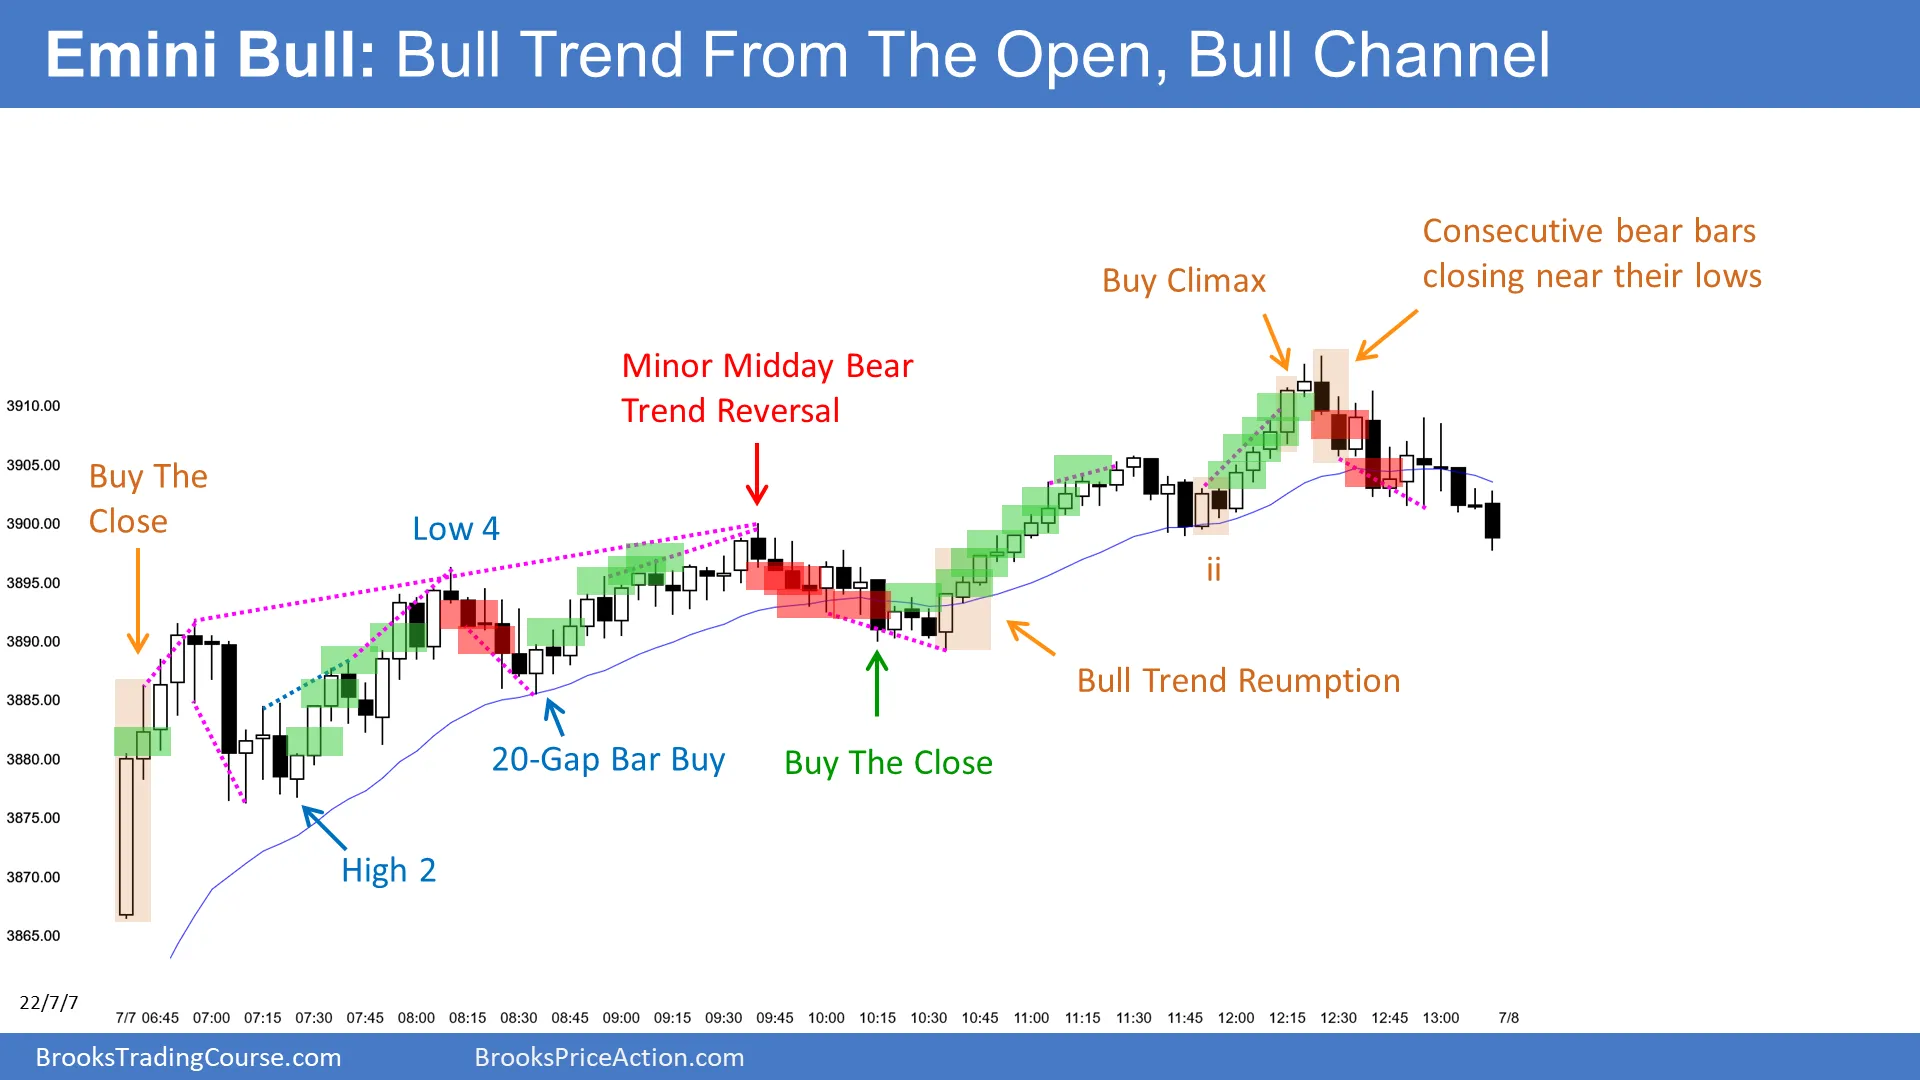 Emini Bull: Bull Trend From The Open, Bull Channel
Consecutive bear bars
closing near their lows
Buy Climax
Minor Midday Bear
Trend Reversal
Buy The
Close
Low 4
ii
Bull Trend Reumption
20-Gap Bar Buy
Buy The Close
High 2
3910.00
3905.00
3900.00
3895.00
3890.00
3885.00
3880.00
3875.00
3870.00
3865.00
22/7/7
7/7 06:45 07:00 07:15 07:30 07:45 08:00 08:15 08:30 08:45 09:00 09:15 09:30 09:45 10:00 10:15 10:30 10:45 11:00 11:15 11:30 11:45 12:00 12:15 12:30 12:45 13:00 7/8
BrooksTradingCourse.com
BrooksPriceAction.com